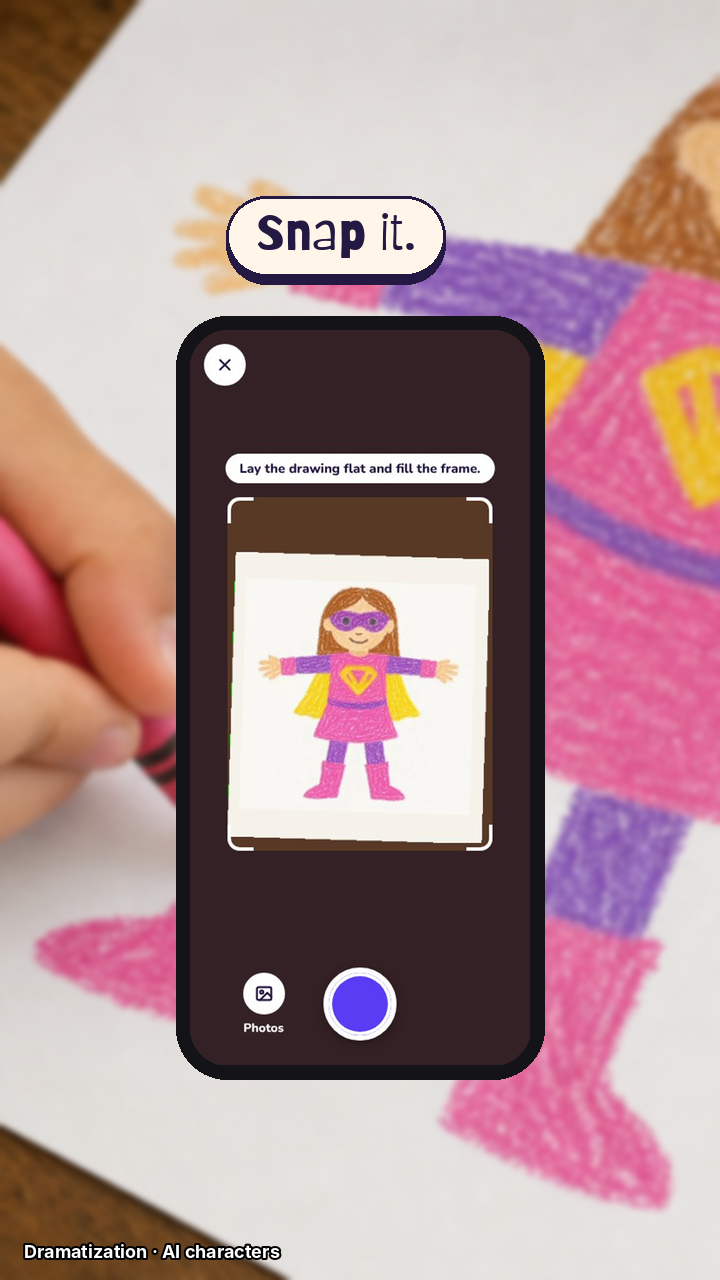 Snap it.
Lay the drawing flat and fill the frame.
Photos
Dramatization · AI characters